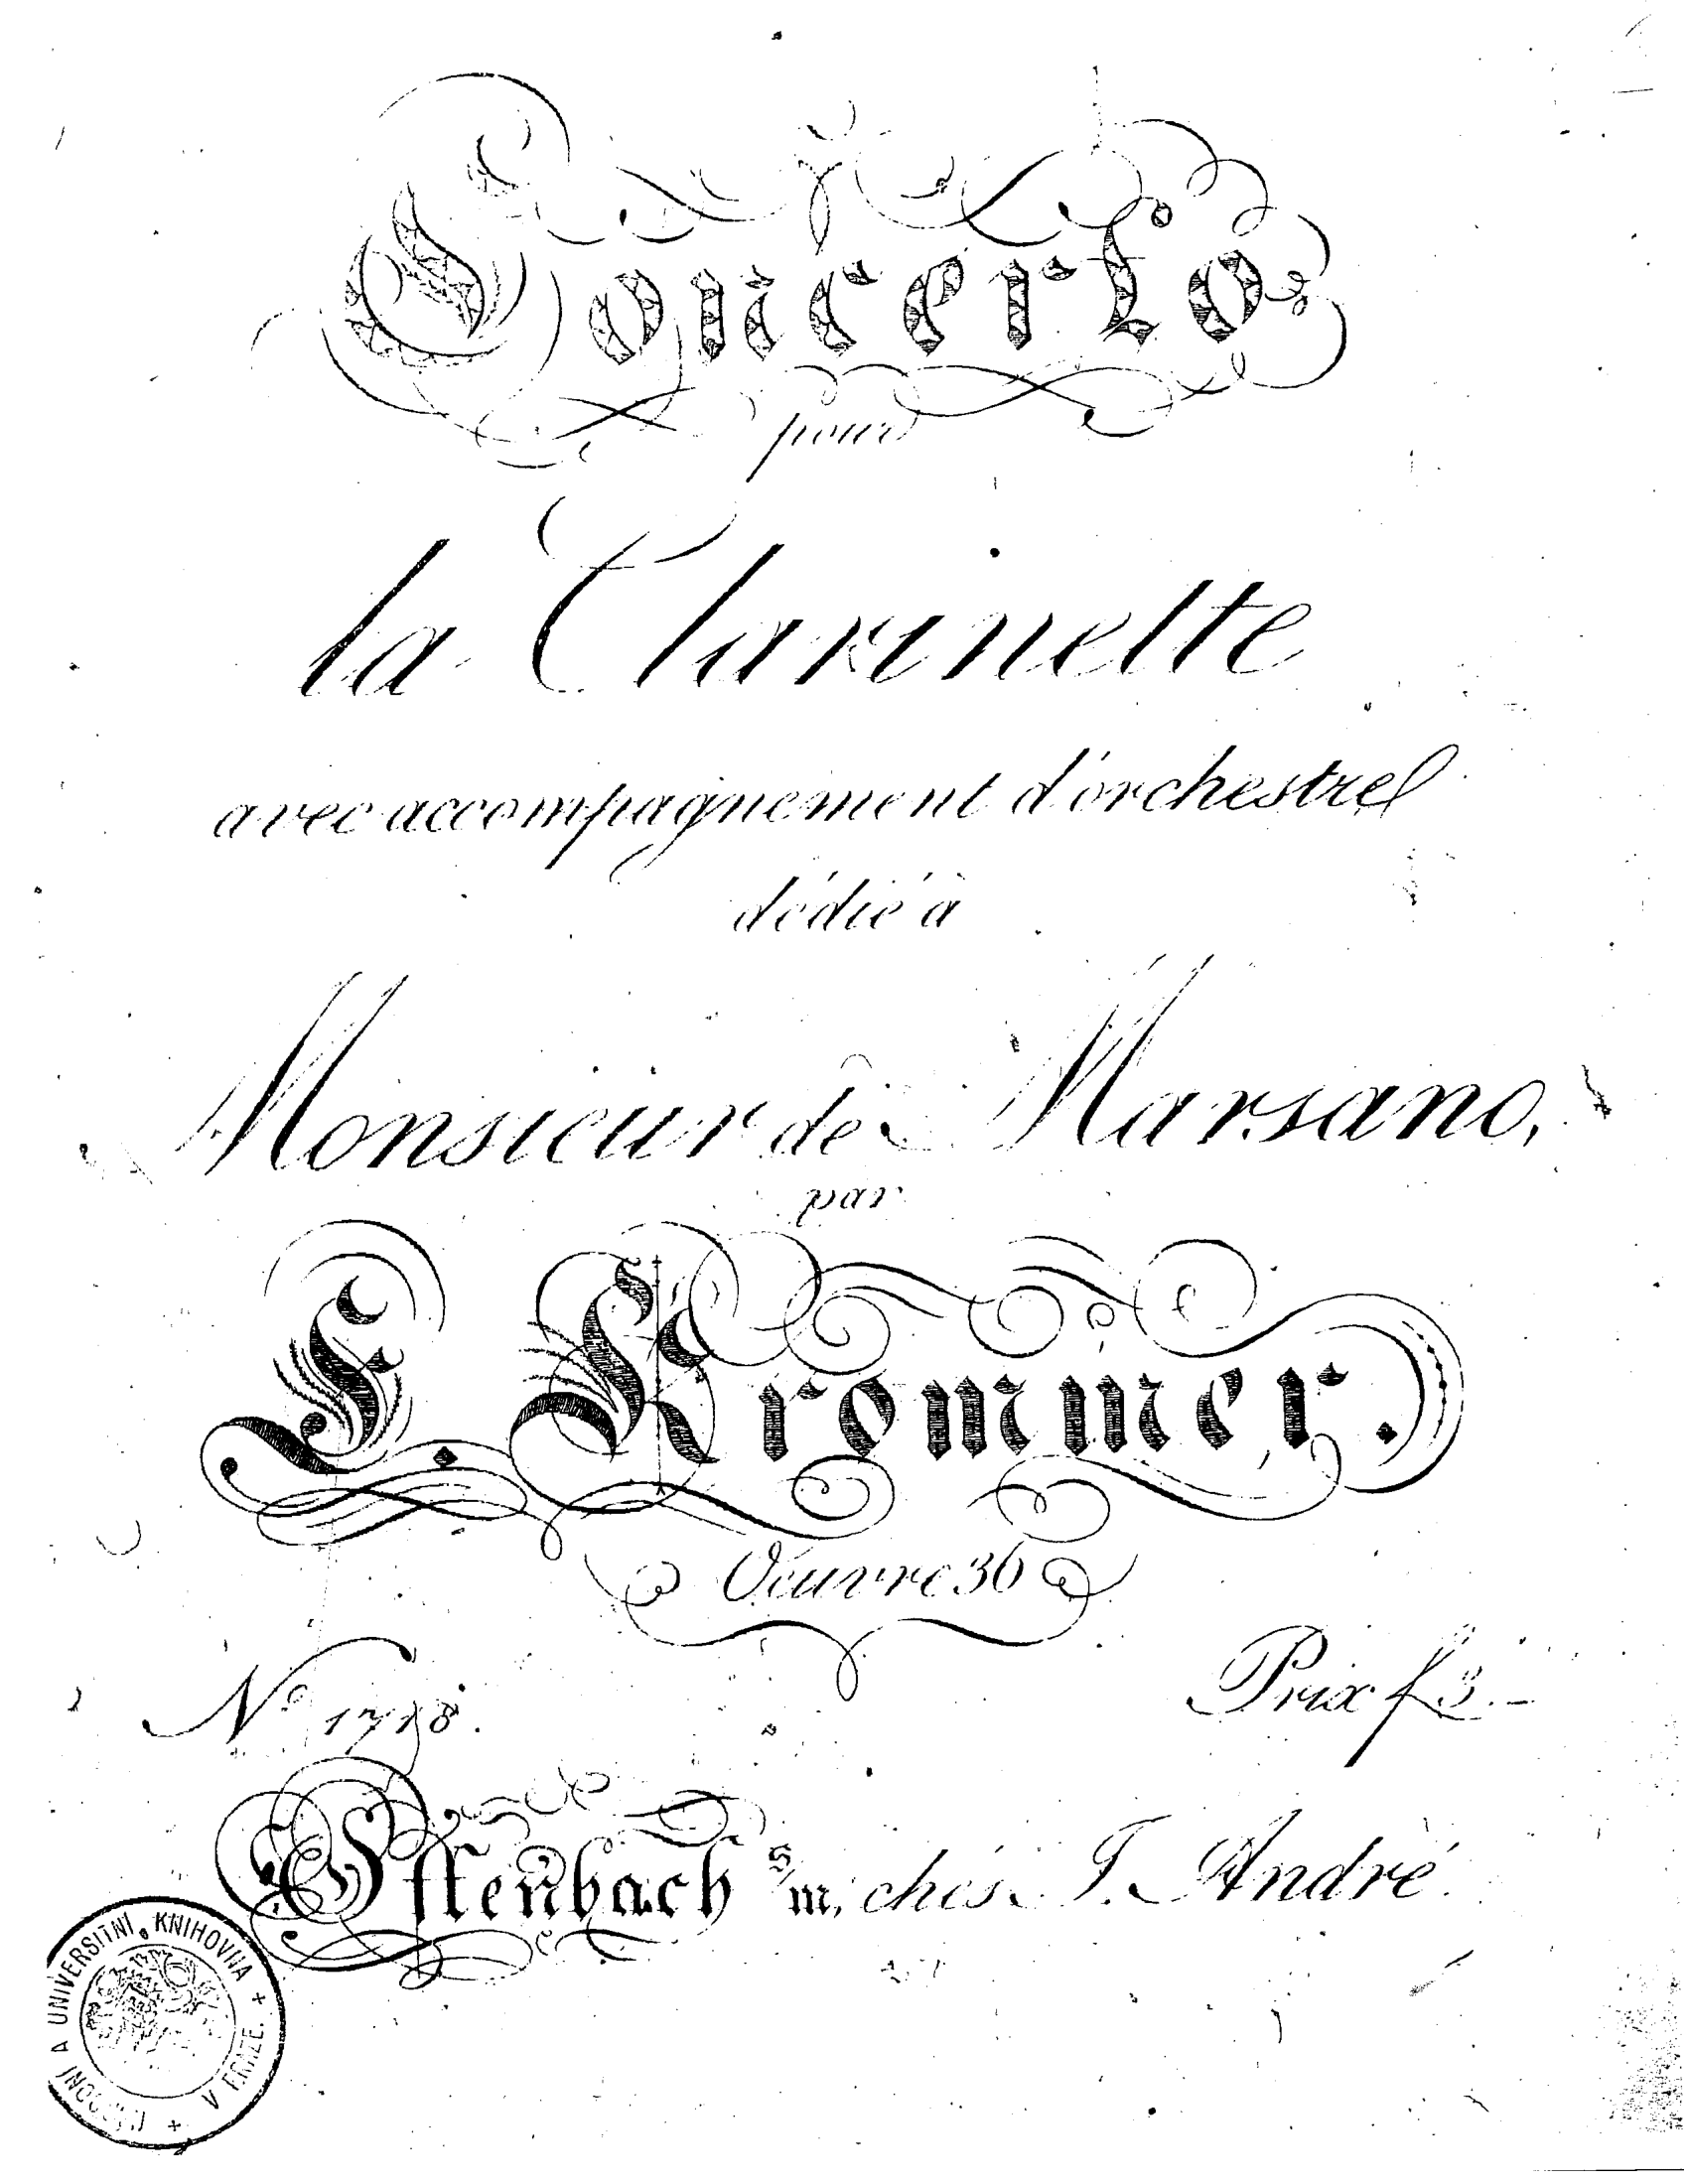 Concerto
pour
la Clarinette
avec accompagnement d'orchestre
dédié à
Monsieur de Marsano,
par
F. Krommer.
Oeuvre 36
No 1718.
Prix f 3.-
Offenbach s/m, chés J. André
NÁRODNÍ A UNIVERSITNÍ KNIHOVNA + V PRAZE. +